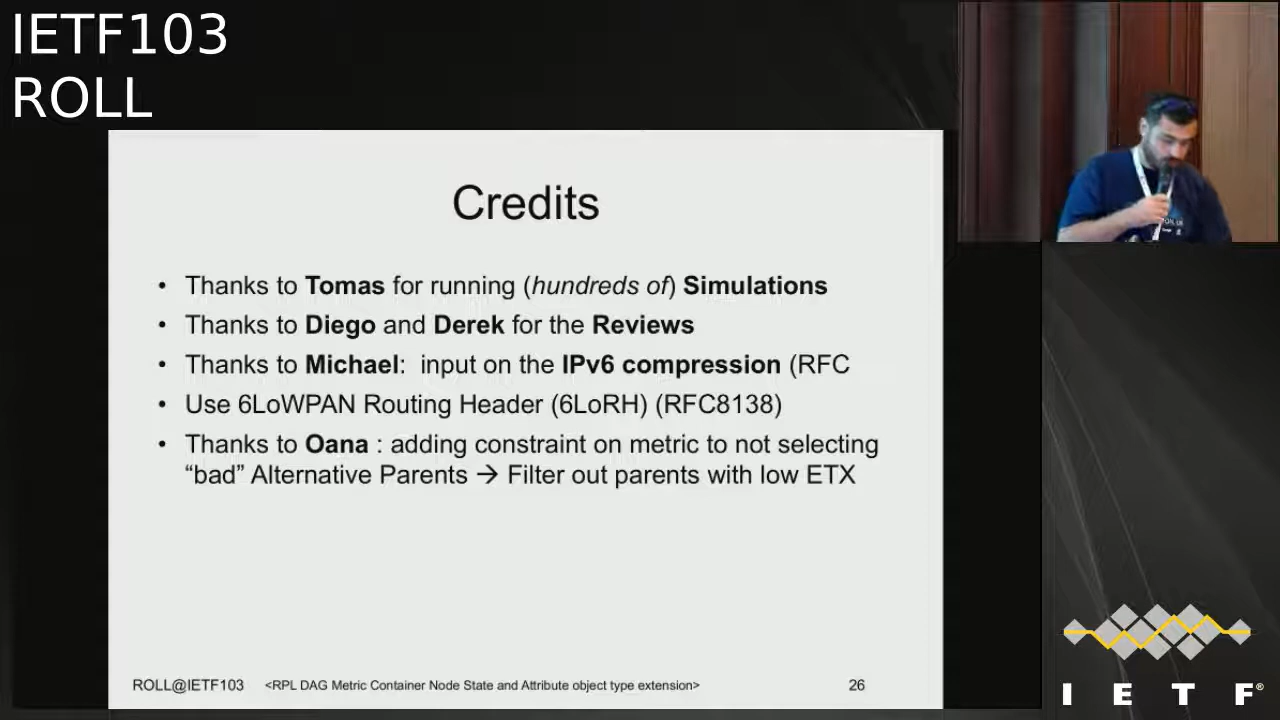 IETF103
ROLL
Credits
• Thanks to Tomas for running (hundreds of) Simulations
• Thanks to Diego and Derek for the Reviews
• Thanks to Michael:  input on the IPv6 compression (RFC
• Use 6LoWPAN Routing Header (6LoRH) (RFC8138)
• Thanks to Oana : adding constraint on metric to not selecting
“bad” Alternative Parents → Filter out parents with low ETX
ROLL@IETF103 <RPL DAG Metric Container Node State and Attribute object type extension> 26
I E T F®